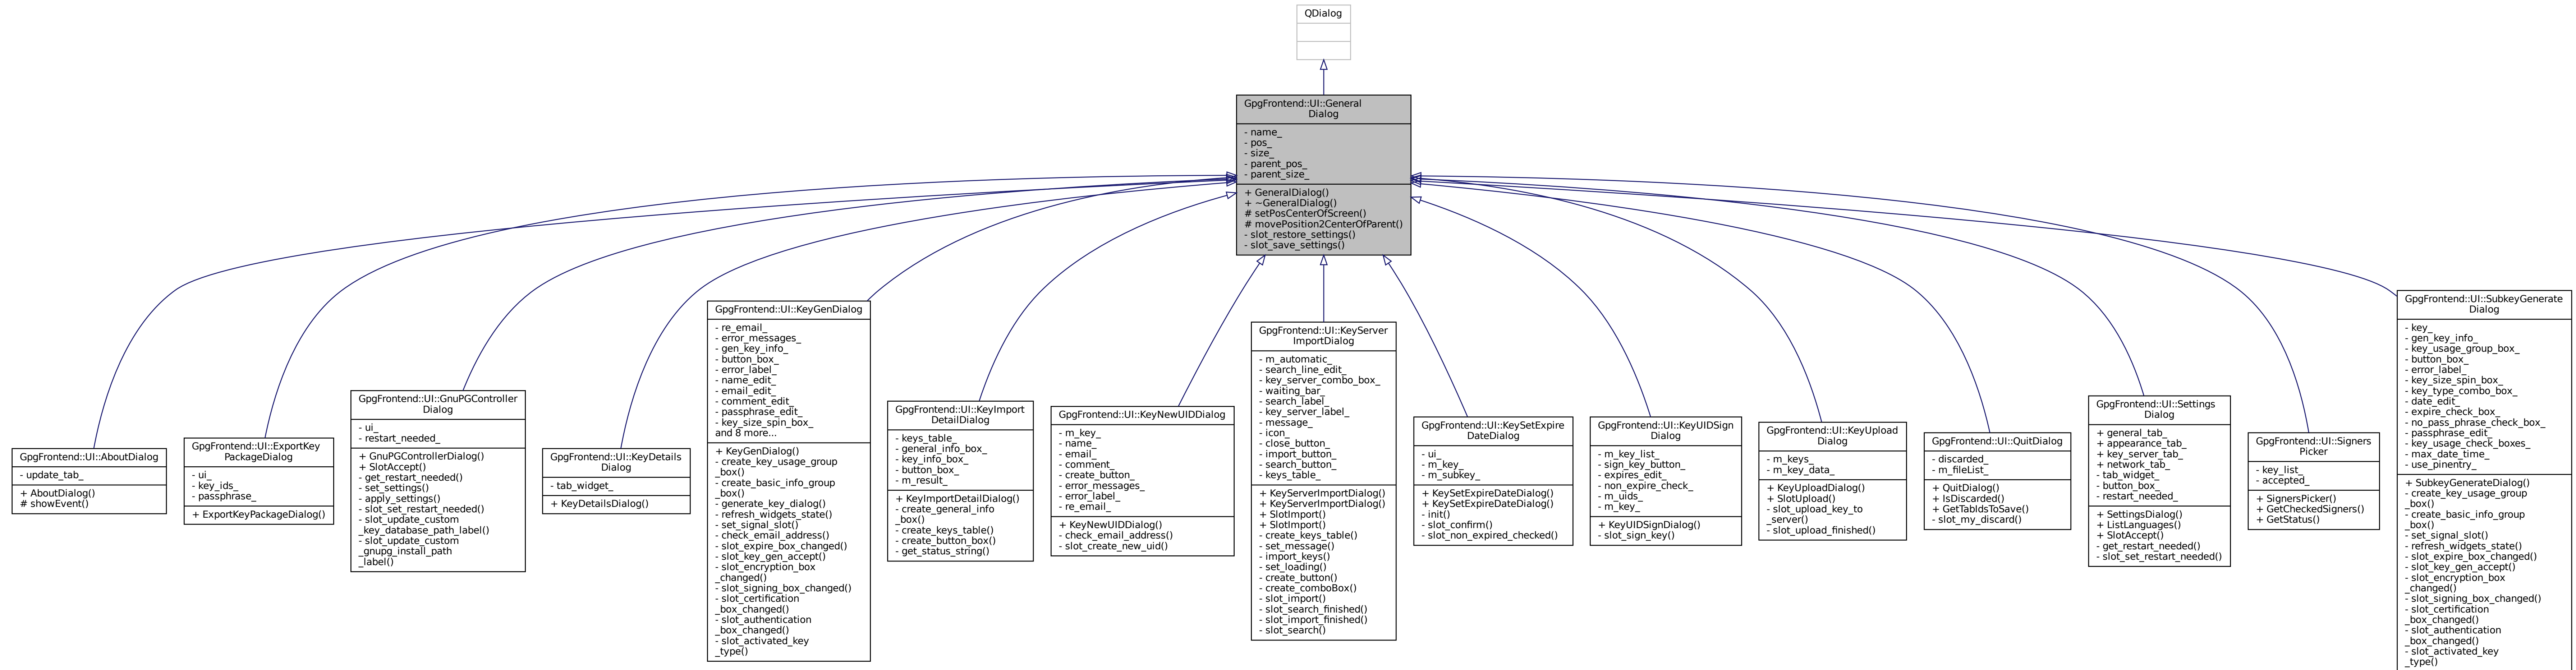 QDialog
GpgFrontend::UI::General
Dialog
- name_
- pos_
- size_
- parent_pos_
- parent_size_
+ GeneralDialog()
+ ~GeneralDialog()
# setPosCenterOfScreen()
# movePosition2CenterOfParent()
- slot_restore_settings()
- slot_save_settings()
GpgFrontend::UI::AboutDialog
- update_tab_
+ AboutDialog()
# showEvent()
GpgFrontend::UI::ExportKey
PackageDialog
- ui_
- key_ids_
- passphrase_
+ ExportKeyPackageDialog()
GpgFrontend::UI::GnuPGController
Dialog
- ui_
- restart_needed_
+ GnuPGControllerDialog()
+ SlotAccept()
- get_restart_needed()
- set_settings()
- apply_settings()
- slot_set_restart_needed()
- slot_update_custom
_key_database_path_label()
- slot_update_custom
_gnupg_install_path
_label()
GpgFrontend::UI::KeyDetails
Dialog
- tab_widget_
+ KeyDetailsDialog()
GpgFrontend::UI::KeyGenDialog
- re_email_
- error_messages_
- gen_key_info_
- button_box_
- error_label_
- name_edit_
- email_edit_
- comment_edit_
- passphrase_edit_
- key_size_spin_box_
and 8 more...
+ KeyGenDialog()
- create_key_usage_group
_box()
- create_basic_info_group
_box()
- generate_key_dialog()
- refresh_widgets_state()
- set_signal_slot()
- check_email_address()
- slot_expire_box_changed()
- slot_key_gen_accept()
- slot_encryption_box
_changed()
- slot_signing_box_changed()
- slot_certification
_box_changed()
- slot_authentication
_box_changed()
- slot_activated_key
_type()
GpgFrontend::UI::KeyImport
DetailDialog
- keys_table_
- general_info_box_
- key_info_box_
- button_box_
- m_result_
+ KeyImportDetailDialog()
- create_general_info
_box()
- create_keys_table()
- create_button_box()
- get_status_string()
GpgFrontend::UI::KeyNewUIDDialog
- m_key_
- name_
- email_
- comment_
- create_button_
- error_messages_
- error_label_
- re_email_
+ KeyNewUIDDialog()
- check_email_address()
- slot_create_new_uid()
GpgFrontend::UI::KeyServer
ImportDialog
- m_automatic_
- search_line_edit_
- key_server_combo_box_
- waiting_bar_
- search_label_
- key_server_label_
- message_
- icon_
- close_button_
- import_button_
- search_button_
- keys_table_
+ KeyServerImportDialog()
+ KeyServerImportDialog()
+ SlotImport()
+ SlotImport()
- create_keys_table()
- set_message()
- import_keys()
- set_loading()
- create_button()
- create_comboBox()
- slot_import()
- slot_search_finished()
- slot_import_finished()
- slot_search()
GpgFrontend::UI::KeySetExpire
DateDialog
- ui_
- m_key_
- m_subkey_
+ KeySetExpireDateDialog()
+ KeySetExpireDateDialog()
- init()
- slot_confirm()
- slot_non_expired_checked()
GpgFrontend::UI::KeyUIDSign
Dialog
- m_key_list_
- sign_key_button_
- expires_edit_
- non_expire_check_
- m_uids_
- m_key_
+ KeyUIDSignDialog()
- slot_sign_key()
GpgFrontend::UI::KeyUpload
Dialog
- m_keys_
- m_key_data_
+ KeyUploadDialog()
+ SlotUpload()
- slot_upload_key_to
_server()
- slot_upload_finished()
GpgFrontend::UI::QuitDialog
- discarded_
- m_fileList_
+ QuitDialog()
+ IsDiscarded()
+ GetTabIdsToSave()
- slot_my_discard()
GpgFrontend::UI::Settings
Dialog
+ general_tab_
+ appearance_tab_
+ key_server_tab_
+ network_tab_
- tab_widget_
- button_box_
- restart_needed_
+ SettingsDialog()
+ ListLanguages()
+ SlotAccept()
- get_restart_needed()
- slot_set_restart_needed()
GpgFrontend::UI::Signers
Picker
- key_list_
- accepted_
+ SignersPicker()
+ GetCheckedSigners()
+ GetStatus()
GpgFrontend::UI::SubkeyGenerate
Dialog
- key_
- gen_key_info_
- key_usage_group_box_
- button_box_
- error_label_
- key_size_spin_box_
- key_type_combo_box_
- date_edit_
- expire_check_box_
- no_pass_phrase_check_box_
- passphrase_edit_
- key_usage_check_boxes_
- max_date_time_
- use_pinentry_
+ SubkeyGenerateDialog()
- create_key_usage_group
_box()
- create_basic_info_group
_box()
- set_signal_slot()
- refresh_widgets_state()
- slot_expire_box_changed()
- slot_key_gen_accept()
- slot_encryption_box
_changed()
- slot_signing_box_changed()
- slot_certification
_box_changed()
- slot_authentication
_box_changed()
- slot_activated_key
_type()